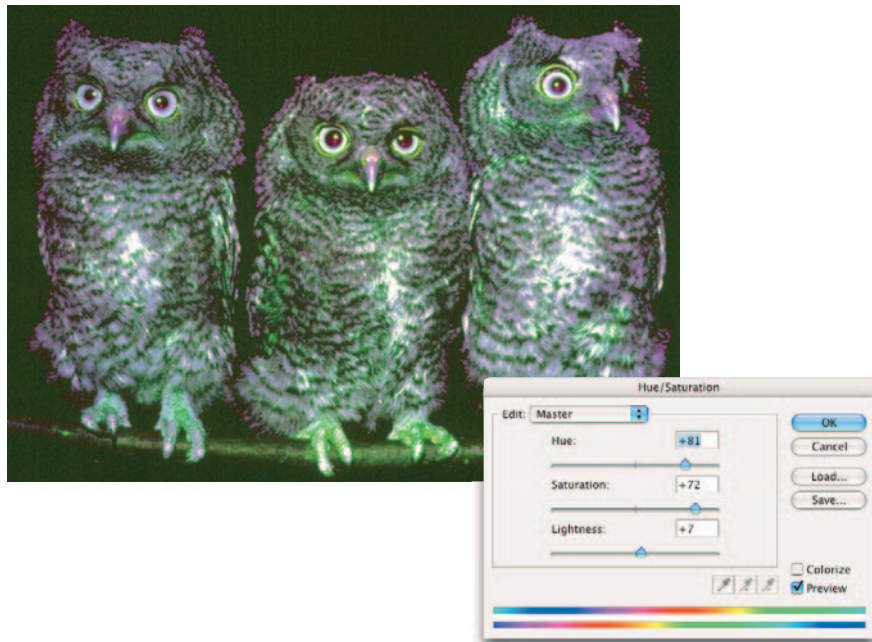 Hue/Saturation
Edit: Master
Hue: +81
Saturation: +72
Lightness: +7
OK
Cancel
Load...
Save...
Colorize
Preview